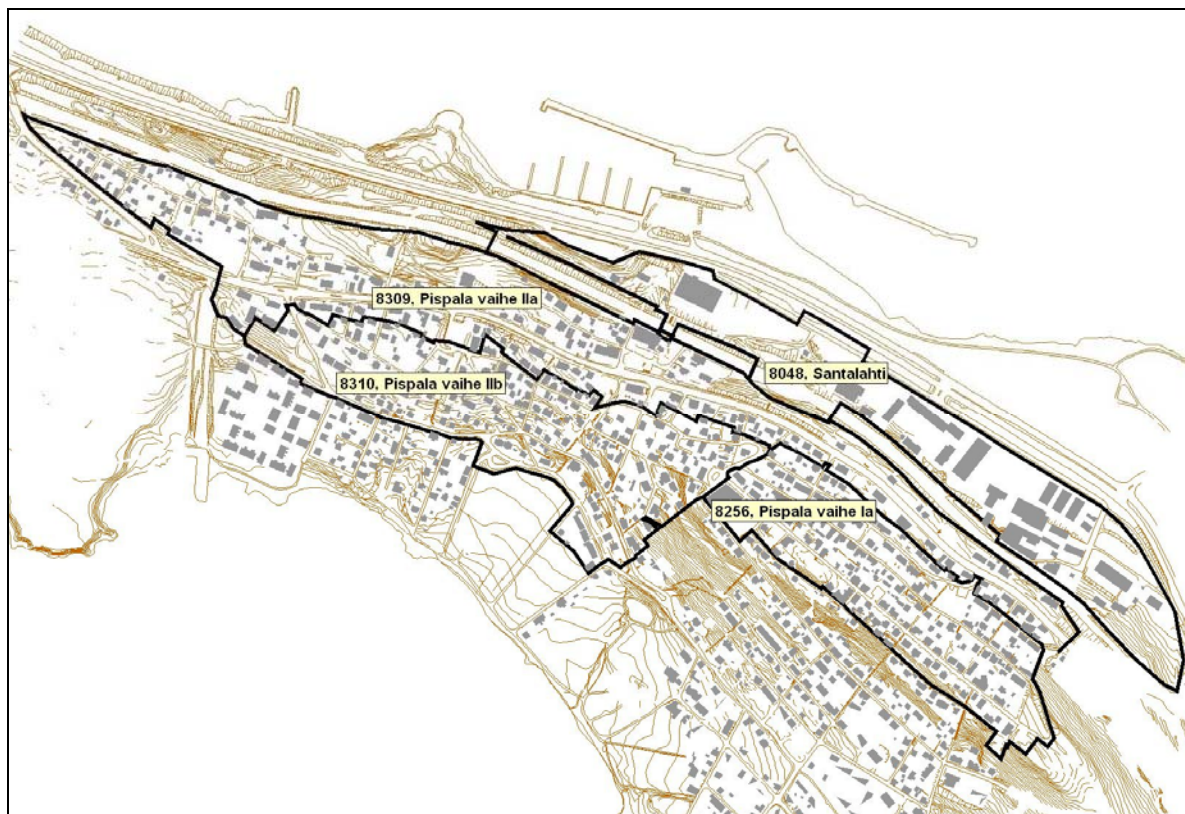 8309, Pispala vaihe IIa
8048, Santalahti
8310, Pispala vaihe IIb
8256, Pispala vaihe Ia